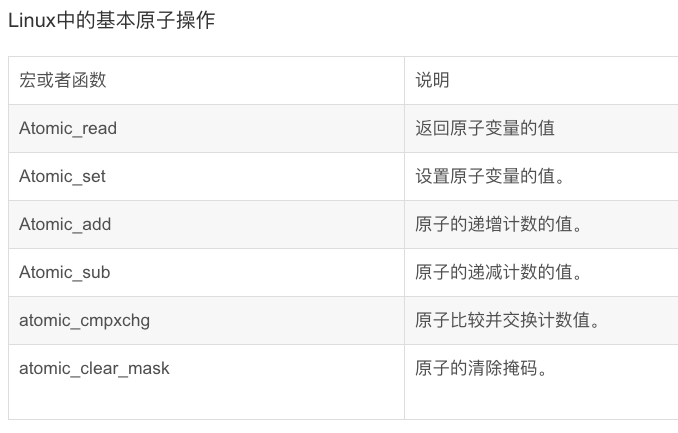 Linux中的基本原子操作
宏或者函数 说明
Atomic_read 返回原子变量的值
Atomic_set 设置原子变量的值。
Atomic_add 原子的递增计数的值。
Atomic_sub 原子的递减计数的值。
atomic_cmpxchg 原子比较并交换计数值。
atomic_clear_mask 原子的清除掩码。